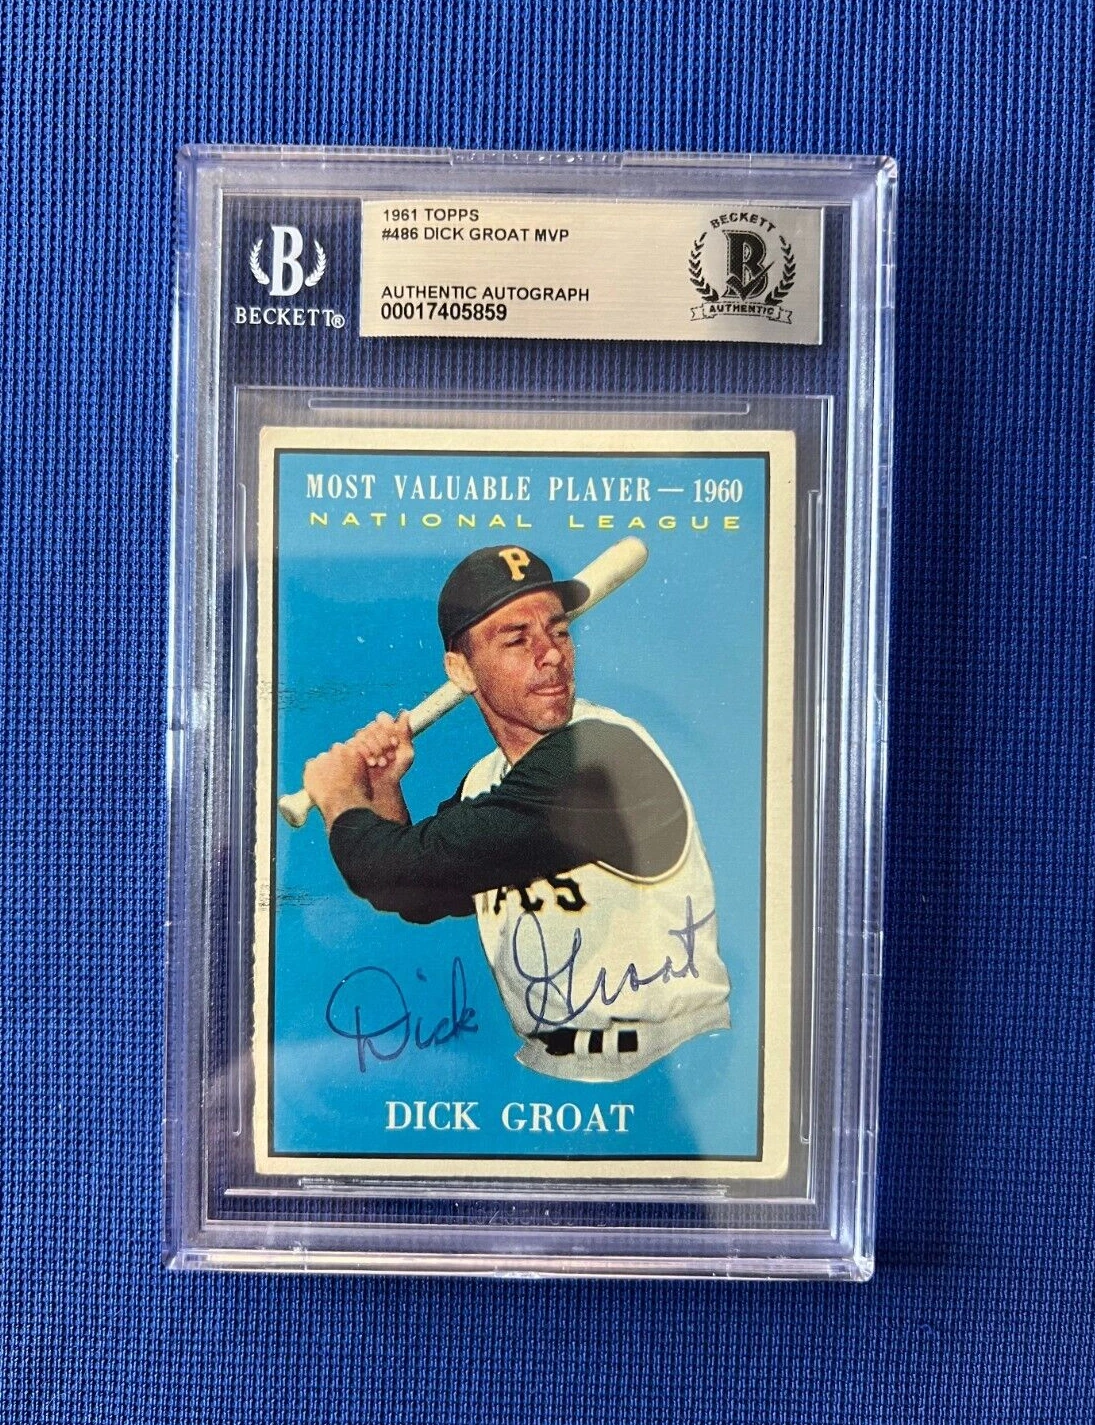 1961 TOPPS
#486 DICK GROAT MVP
AUTHENTIC AUTOGRAPH
00017405859
B
BECKETT®
BECKETT
B
AUTHENTIC
MOST VALUABLE PLAYER — 1960
NATIONAL LEAGUE
P
Dick Groat
DICK GROAT